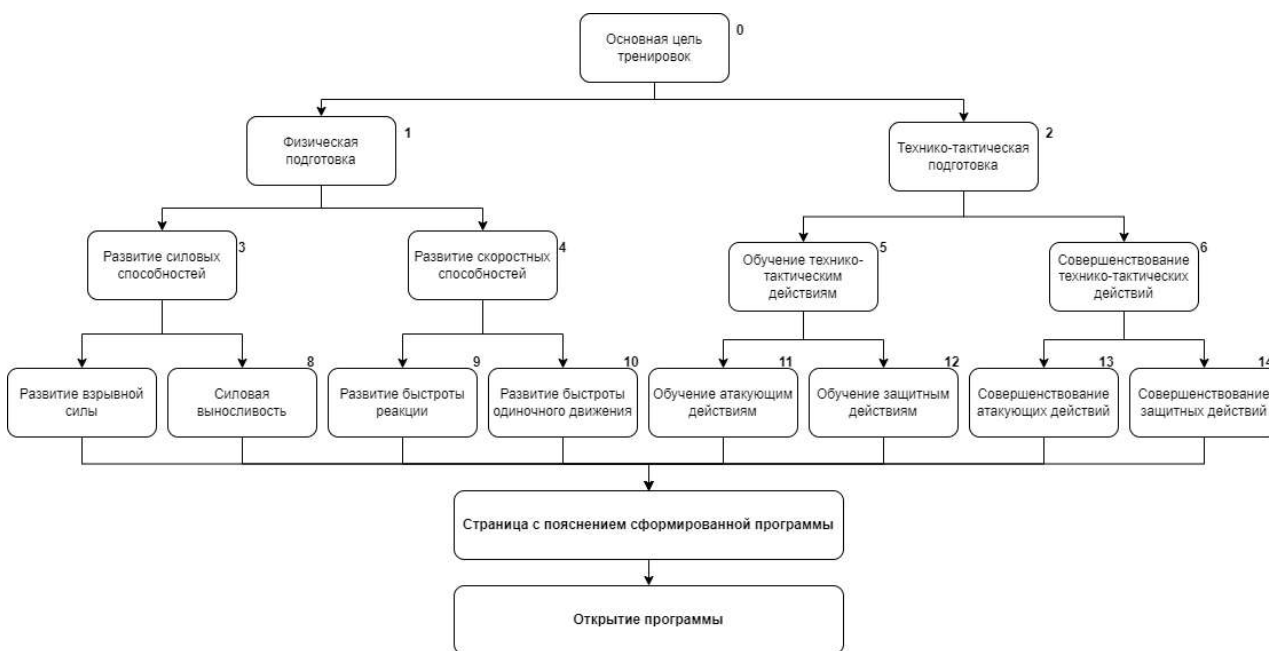 0
Основная цель
тренировок
1
Физическая
подготовка
2
Технико-тактическая
подготовка
3
Развитие силовых
способностей
4
Развитие скоростных
способностей
5
Обучение технико-
тактическим
действиям
6
Совершенствование
технико-тактических
действий
Развитие взрывной
силы
8
Силовая
выносливость
9
Развитие быстроты
реакции
10
Развитие быстроты
одиночного движения
11
Обучение атакующим
действиям
12
Обучение защитным
действиям
13
Совершенствование
атакующих действий
14
Совершенствование
защитных действий
Страница с пояснением сформированной программы
Открытие программы